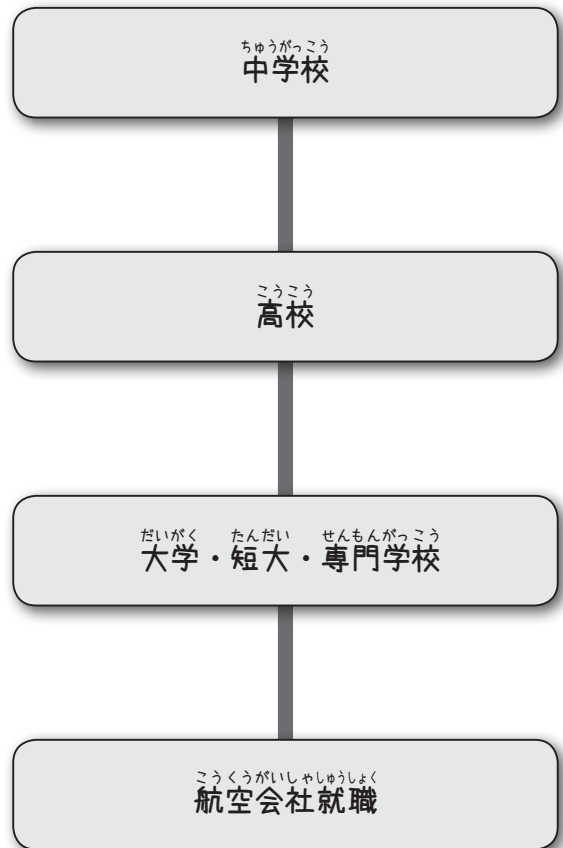 ちゅうがっこう
中学校
こうこう
高校
だいがく たんだい せんもんがっこう
大学・短大・専門学校
こうくうがいしゃしゅうしょく
航空会社就職